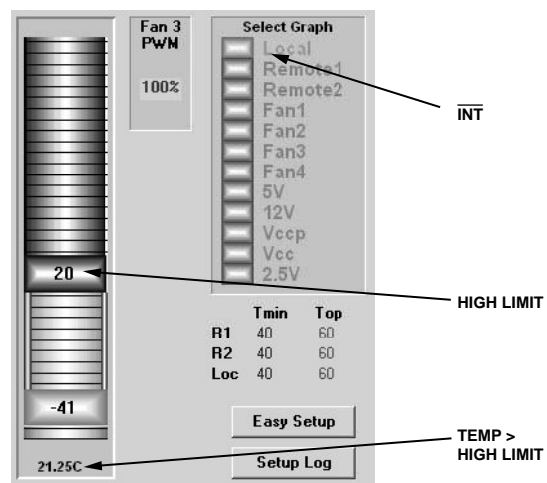 Fan 3
PWM
100%
Select Graph
Local
Remote1
Remote2
Fan1
Fan2
Fan3
Fan4
5V
12V
Vccp
Vcc
2.5V
INT
20
HIGH LIMIT
Tmin Top
R1 40 60
R2 40 60
Loc 40 60
-41
Easy Setup
TEMP >
HIGH LIMIT
21.25C
Setup Log